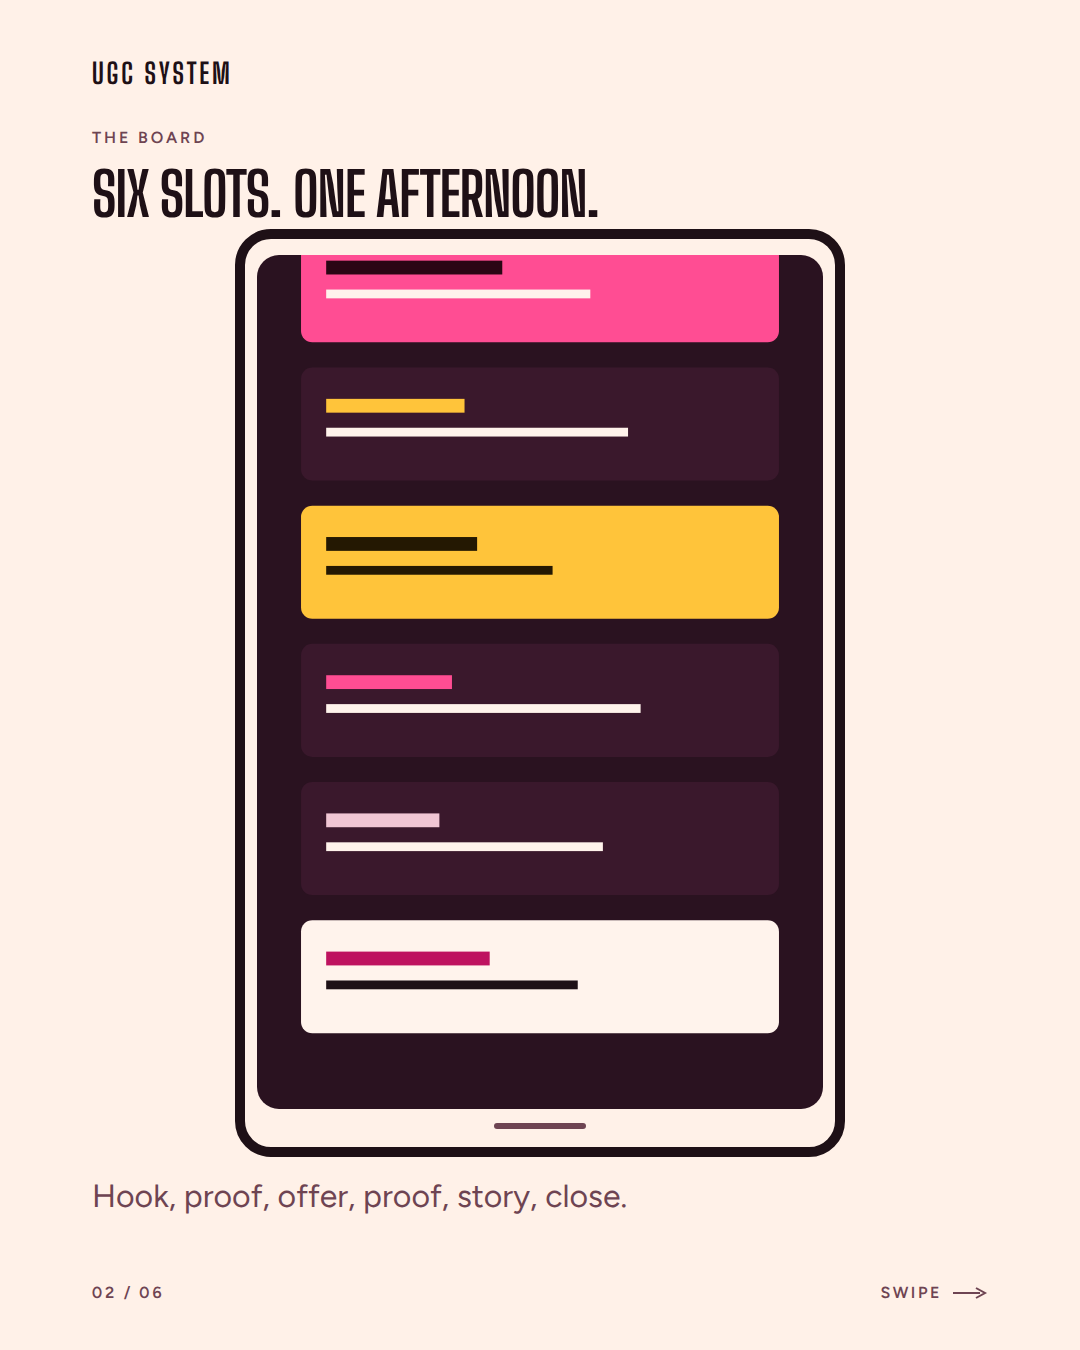 UGC SYSTEM
THE BOARD
SIX SLOTS. ONE AFTERNOON.
Hook, proof, offer, proof, story, close.
02 / 06
SWIPE